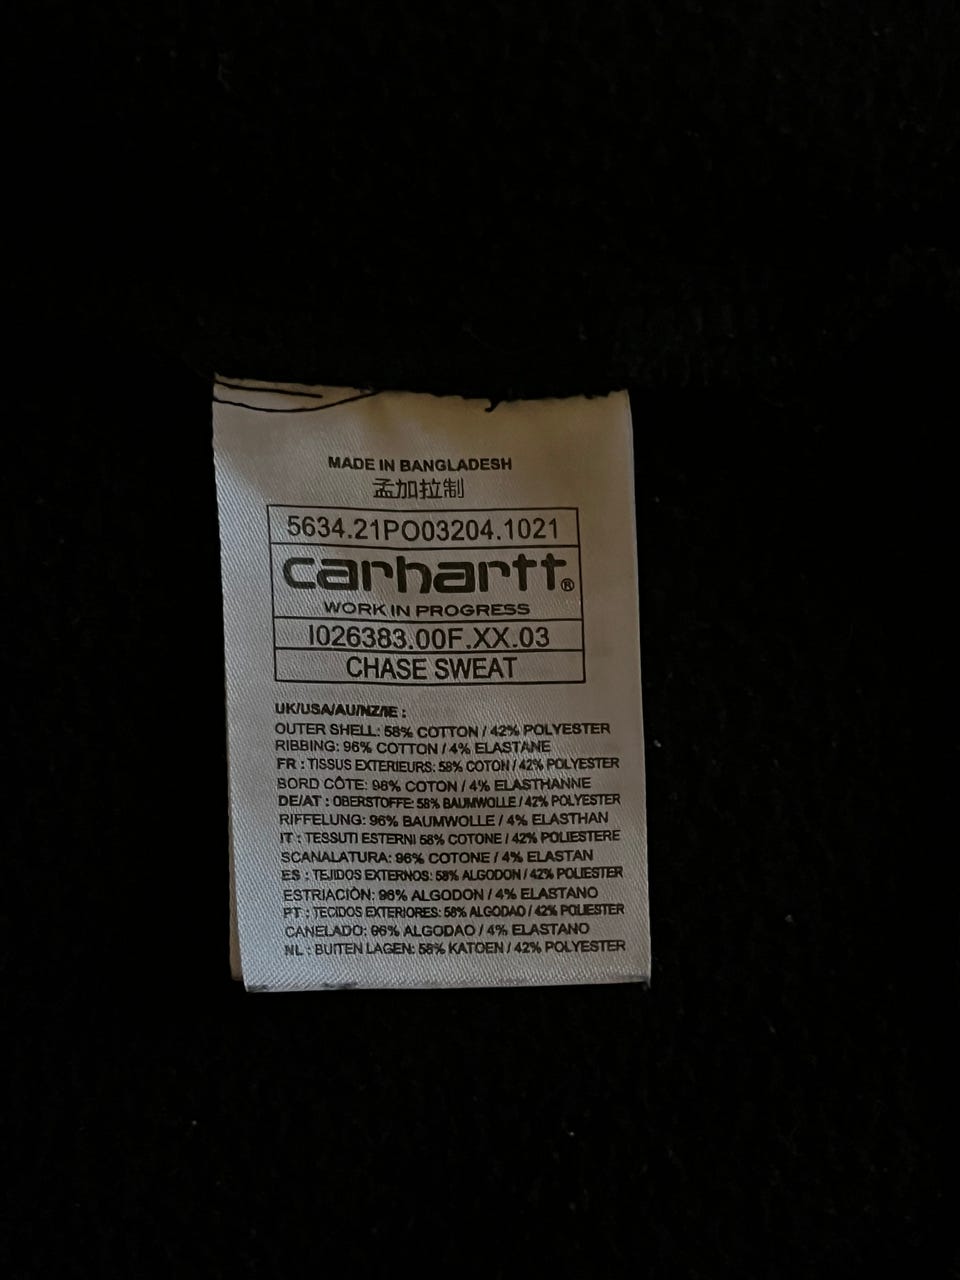 MADE IN BANGLADESH
孟加拉制
5634.21PO03204.1021
carhartt®
WORK IN PROGRESS
I026383.00F.XX.03
CHASE SWEAT
UK/USA/AU/NZ/IE :
OUTER SHELL: 58% COTTON / 42% POLYESTER
RIBBING: 96% COTTON / 4% ELASTANE
FR : TISSUS EXTERIEURS: 58% COTON / 42% POLYESTER
BORD CÔTE: 96% COTON / 4% ELASTHANNE
DE/AT : OBERSTOFFE: 58% BAUMWOLLE / 42% POLYESTER
RIFFELUNG: 96% BAUMWOLLE / 4% ELASTHAN
IT : TESSUTI ESTERNI 58% COTONE / 42% POLIESTERE
SCANALATURA: 96% COTONE / 4% ELASTAN
ES : TEJIDOS EXTERNOS: 58% ALGODON / 42% POLIESTER
ESTRIACIÒN: 96% ALGODON / 4% ELASTANO
PT : TECIDOS EXTERIORES: 58% ALGODAO / 42% POLIESTER
CANELADO: 96% ALGODAO / 4% ELASTANO
NL : BUITEN LAGEN: 58% KATOEN / 42% POLYESTER